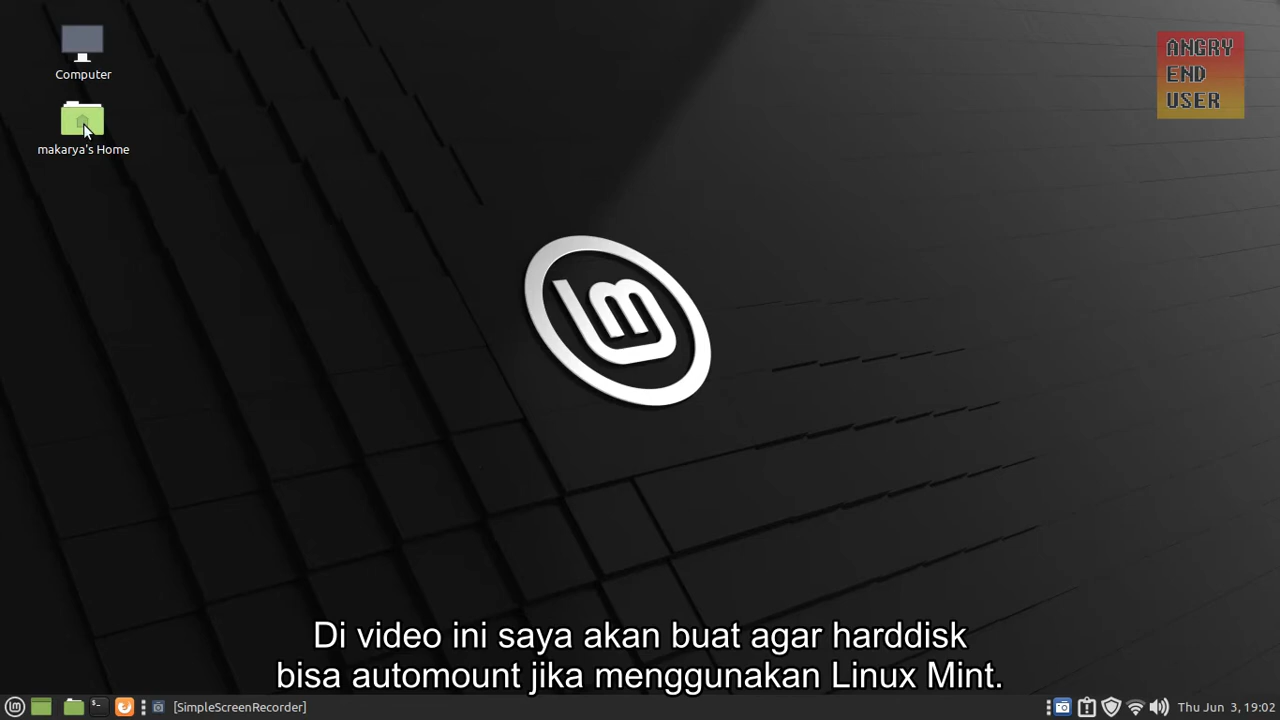 Computer
makarya's Home
ANGRY
END
USER
Di video ini saya akan buat agar harddisk
bisa automount jika menggunakan Linux Mint.
[SimpleScreenRecorder]
Thu Jun 3, 19:02